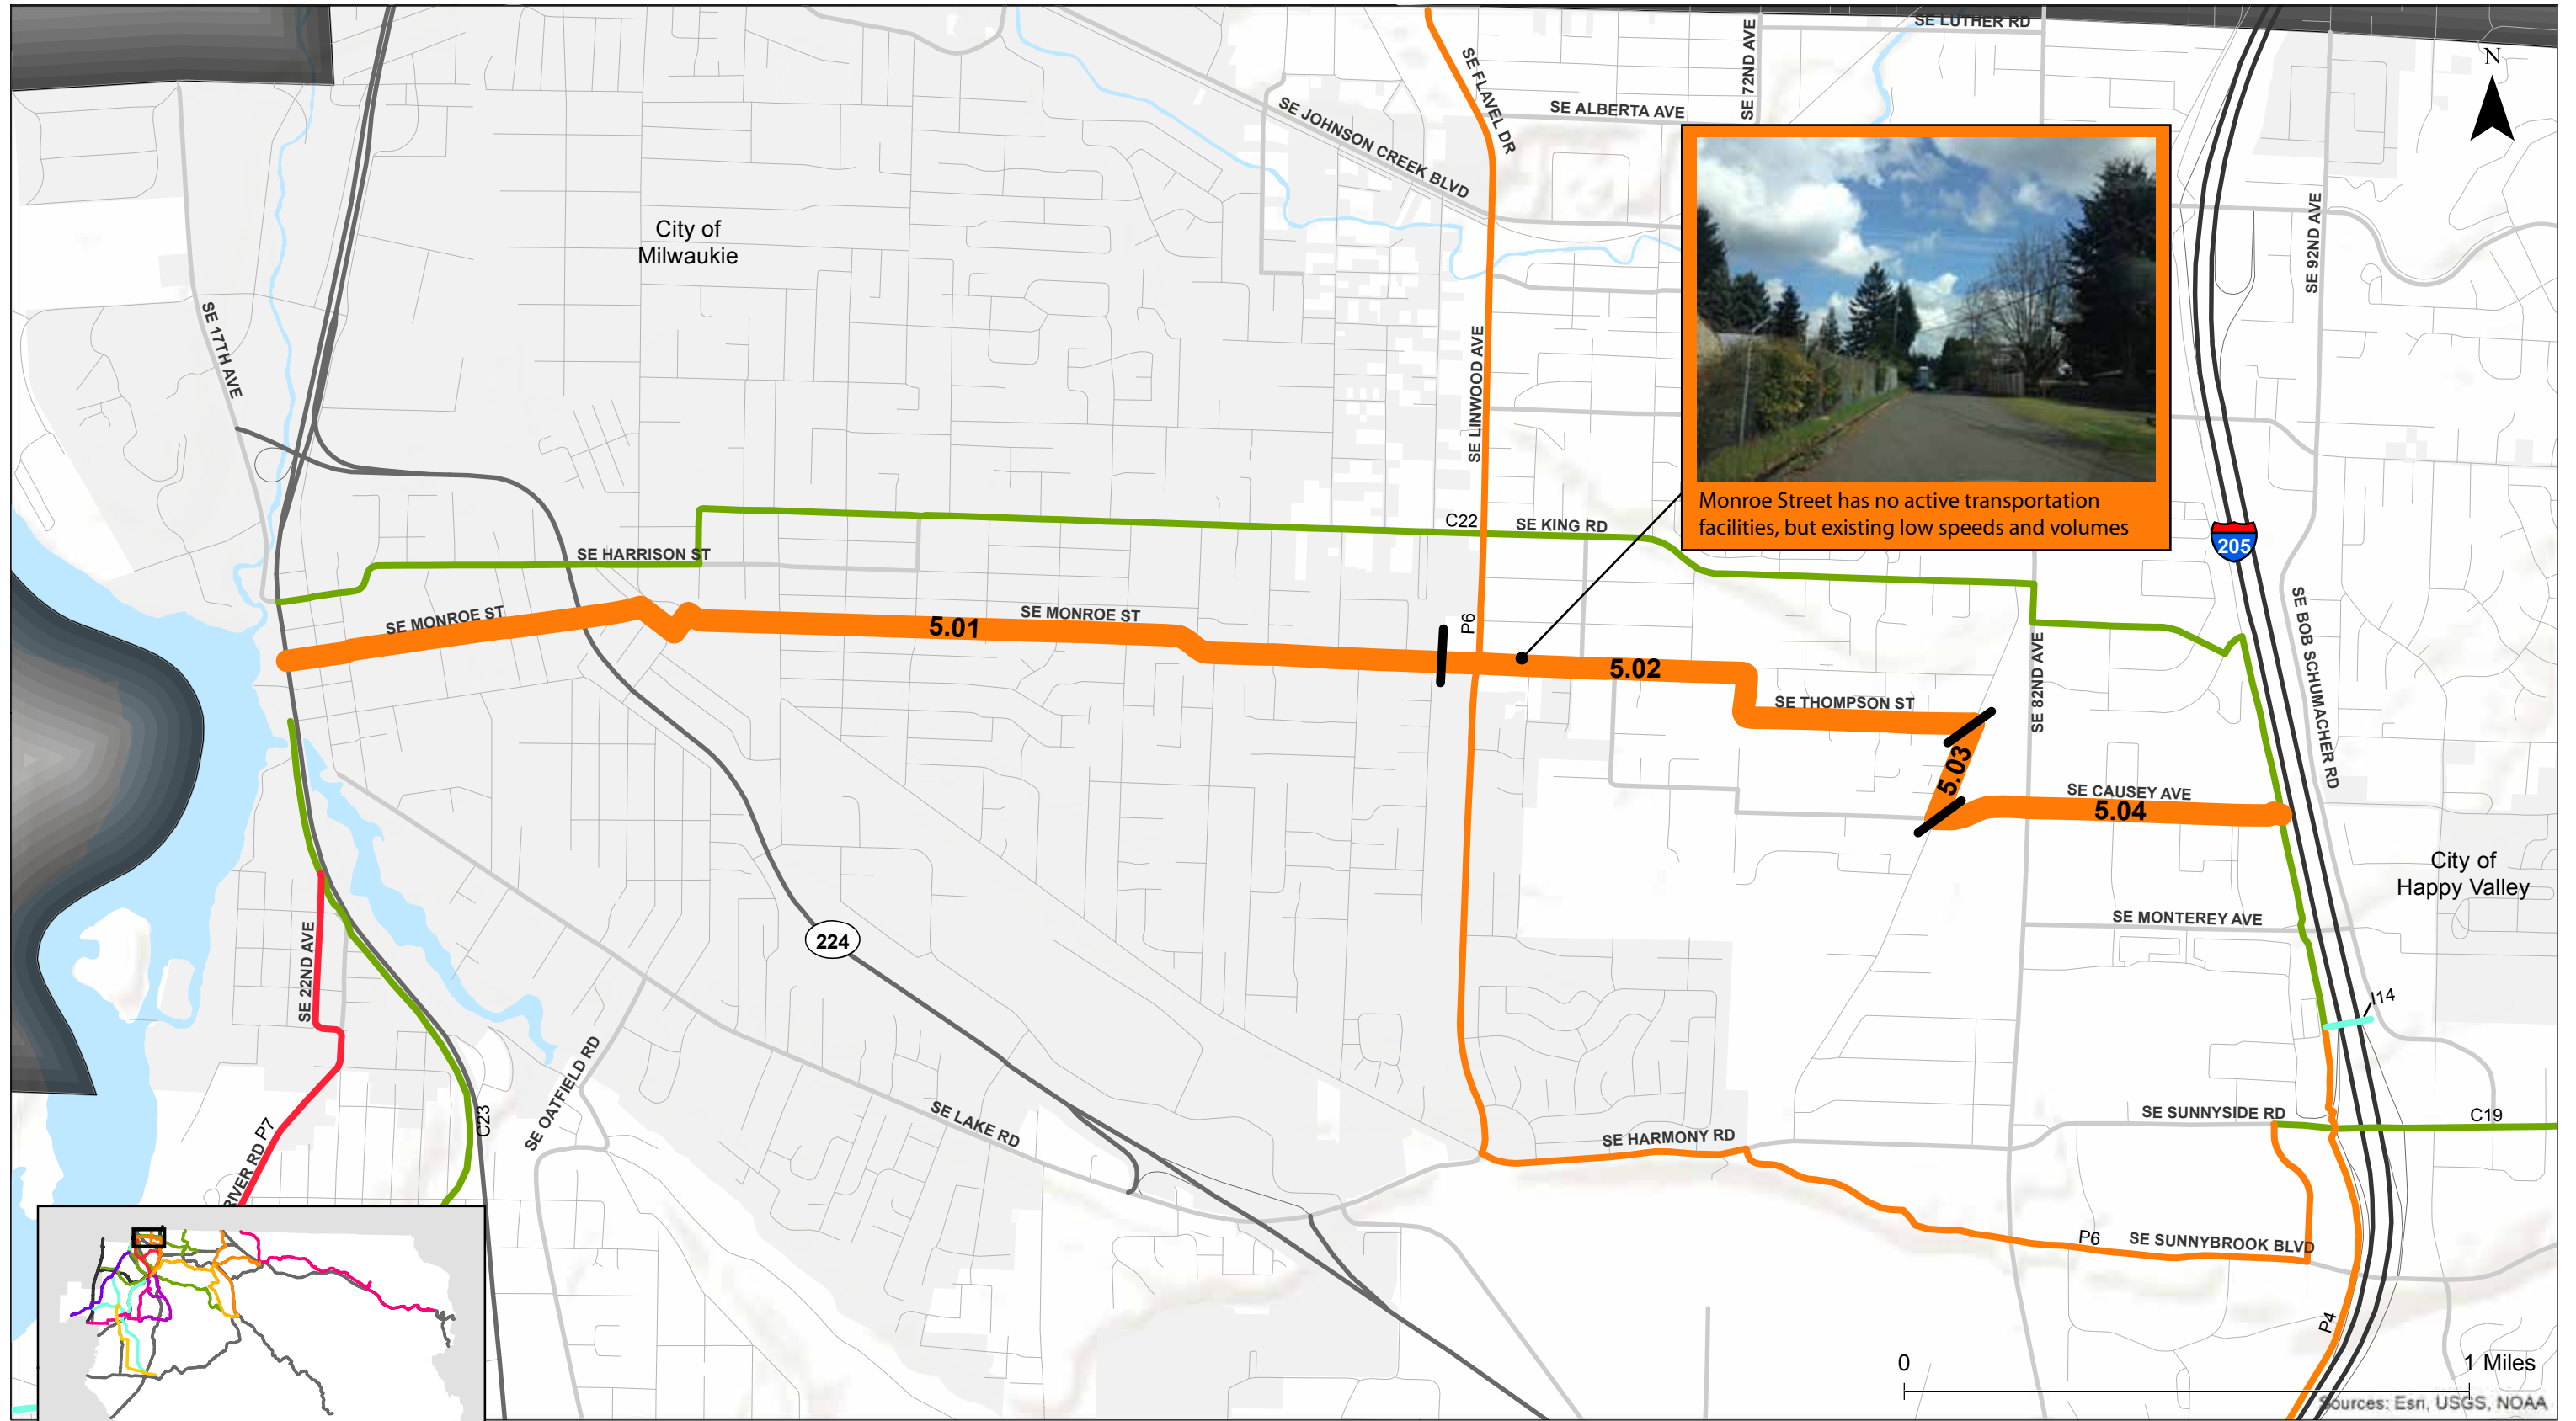 SE LUTHER RD
N
SE 72ND AVE
SE FLAVEL DR
SE ALBERTA AVE
SE JOHNSON CREEK BLVD
SE 92ND AVE
City of
Milwaukie
SE 17TH AVE
SE LINWOOD AVE
Monroe Street has no active transportation
facilities, but existing low speeds and volumes
C22
SE KING RD
205
SE HARRISON ST
SE MONROE ST
SE MONROE ST
5.01
P6
5.02
SE BOB SCHUMACHER RD
SE 82ND AVE
SE THOMPSON ST
5.03
SE CAUSEY AVE
5.04
City of
Happy Valley
SE MONTEREY AVE
224
SE 22ND AVE
I14
SE OATFIELD RD
SE LAKE RD
C23
RIVER RD P7
SE HARMONY RD
SE SUNNYSIDE RD
C19
P6
SE SUNNYBROOK BLVD
P4
0
1 Miles
Sources: Esri, USGS, NOAA